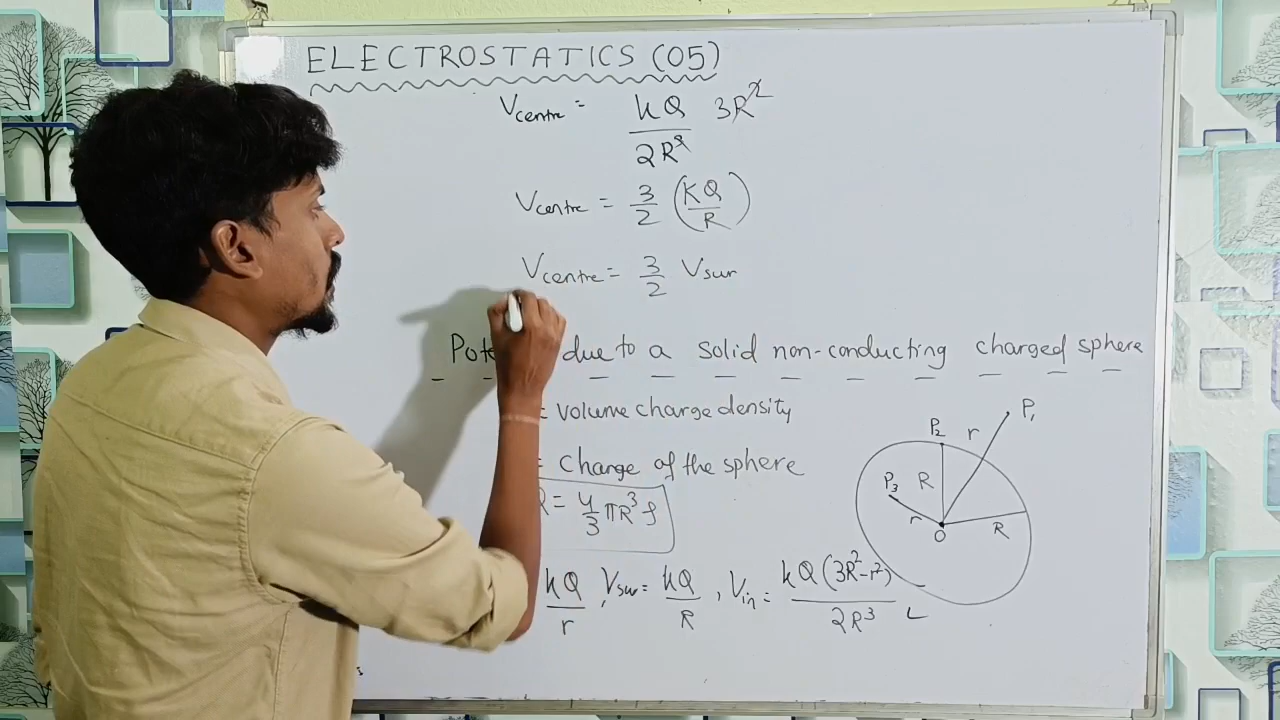 ELECTROSTATICS (05)
Vcentre = kQ/2R³ 3R²
Vcentre = 3/2 (KQ/R)
Vcentre = 3/2 Vsur
due to a solid non-conducting charged sphere
= volume charge density
= charge of the sphere
= 4/3 πR³ρ
kQ/r , Vsur = kQ/R , Vin = kQ(3R²-r²)/2R³
P₁
P₂
r
P₃
R
r
O
R